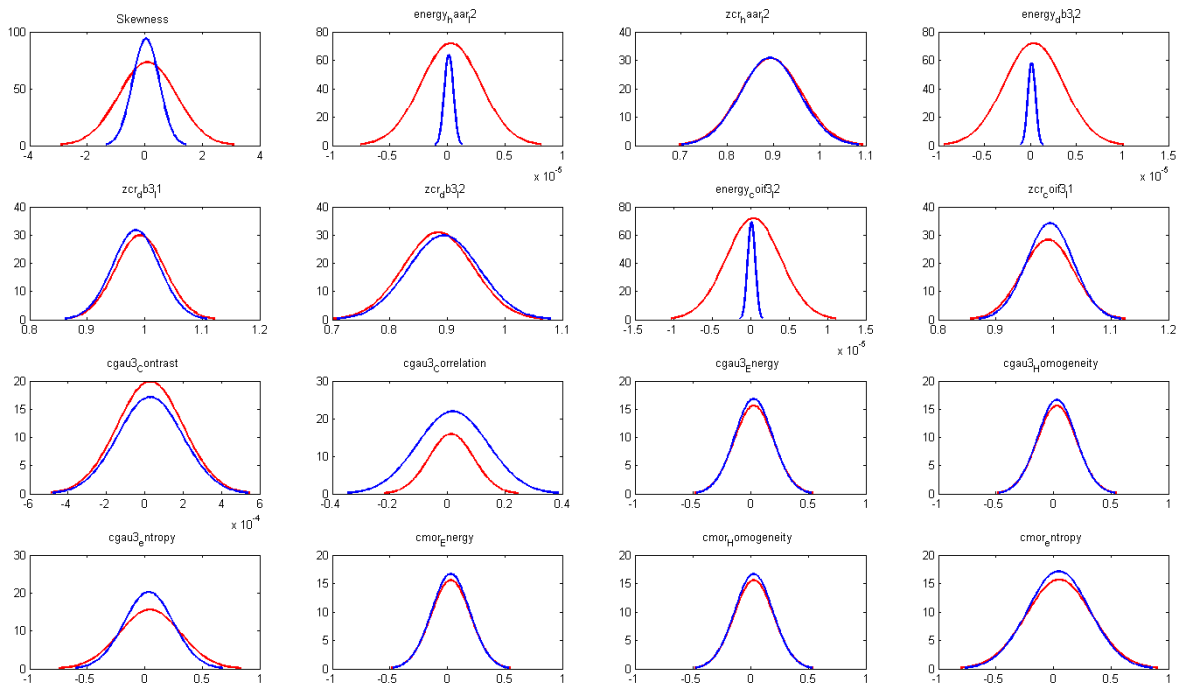 Skewness energy_haar_l2 zcr_haar_l2 energy_db3_l2
100 80 40 80
60
30 60
50 40 20 40
20 10 20
0 0 0 0
-4 -2 0 2 4 -1 -0.5 0 0.5 1 0.7 0.8 0.9 1 1.1 -1 -0.5 0 0.5 1 1.5
x 10^-5 x 10^-5
zcr_db3_l1 zcr_db3_l2 energy_coif3_l2 zcr_coif3_l1
40 40 80 40
30 30 60 30
20 20 40 20
10 10 20 10
0 0 0 0
0.8 0.9 1 1.1 1.2 0.7 0.8 0.9 1 1.1 -1.5 -1 -0.5 0 0.5 1 1.5 0.8 0.9 1 1.1 1.2
x 10^-5
cgau3_Contrast cgau3_Correlation cgau3_Energy cgau3_Homogeneity
20 30 20 20
15 20 15 15
10 10 10
5 10 5 5
0 0 0 0
-6 -4 -2 0 2 4 6 -0.4 -0.2 0 0.2 0.4 -1 -0.5 0 0.5 1 -1 -0.5 0 0.5 1
x 10^-4
cgau3_entropy cmor_Energy cmor_Homogeneity cmor_entropy
30 20 20 20
20 15 15 15
10 10 10
10 5 5 5
0 0 0 0
-1 -0.5 0 0.5 1 -1 -0.5 0 0.5 1 -1 -0.5 0 0.5 1 -1 -0.5 0 0.5 1